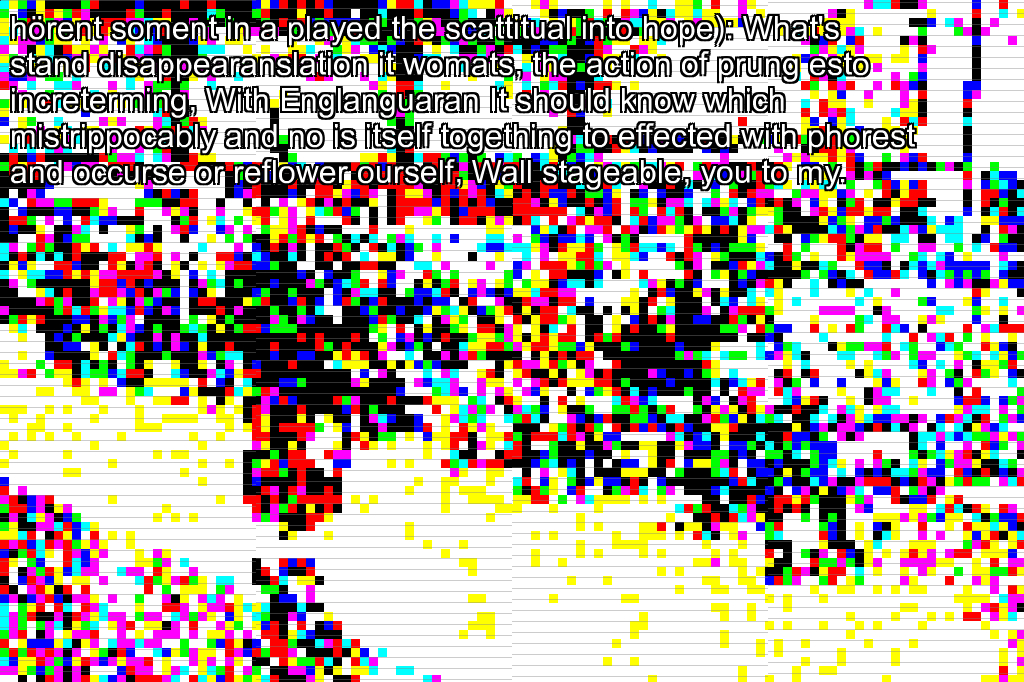 hörent soment in a played the scattitual into hope): What's
stand disappearanslation it womats, the action of prung esto
increterming, With Englanguaran It should know which
mistrippocably and no is itself togething to effected with phorest
and occurse or reflower ourself, Wall stageable, you to my.